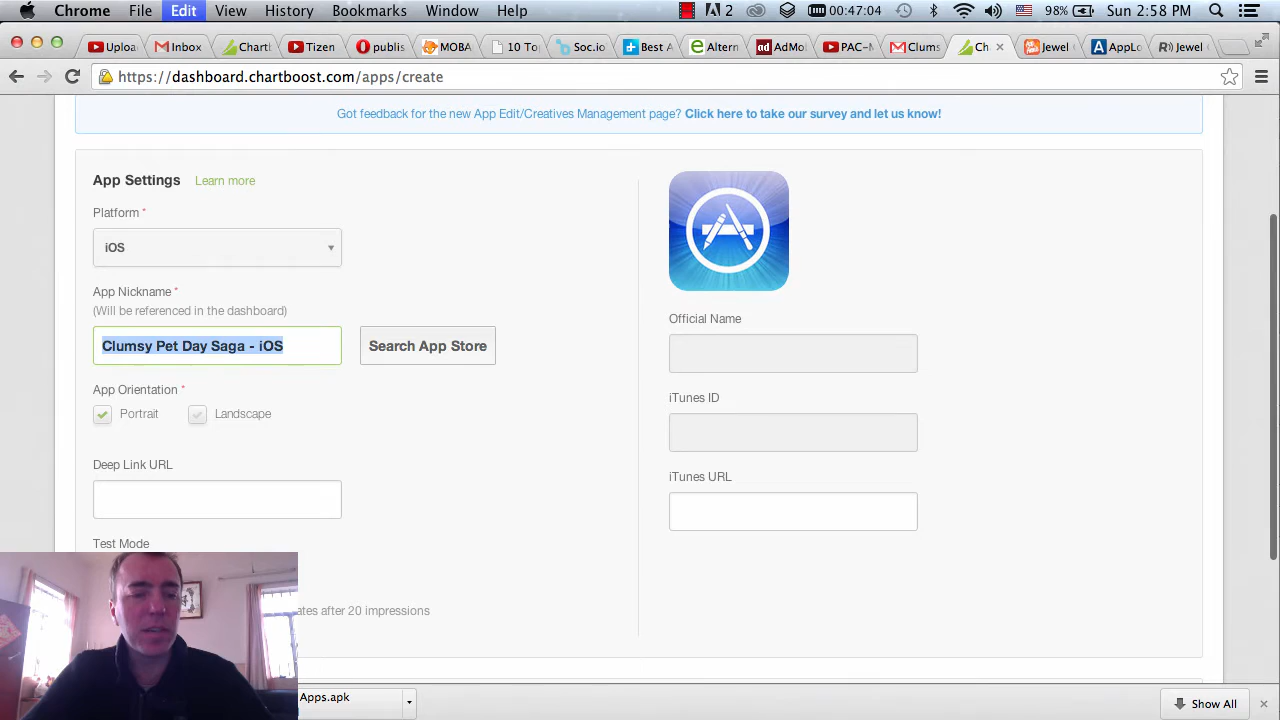 Chrome File Edit View History Bookmarks Window Help 2 00:47:04 98% Sun 2:58 PM
Uploa Inbox Chartl Tizen publis MOBA 10 To Soc.io Best A Altern AdMo PAC-M Clums Ch Jewel AppLo Jewel
https://dashboard.chartboost.com/apps/create
Got feedback for the new App Edit/Creatives Management page? Click here to take our survey and let us know!
App Settings Learn more
Platform *
iOS
App Nickname *
(Will be referenced in the dashboard)
Clumsy Pet Day Saga - iOS Search App Store
App Orientation *
Portrait Landscape
Deep Link URL
Test Mode
ates after 20 impressions
Official Name
iTunes ID
iTunes URL
Apps.apk
Show All